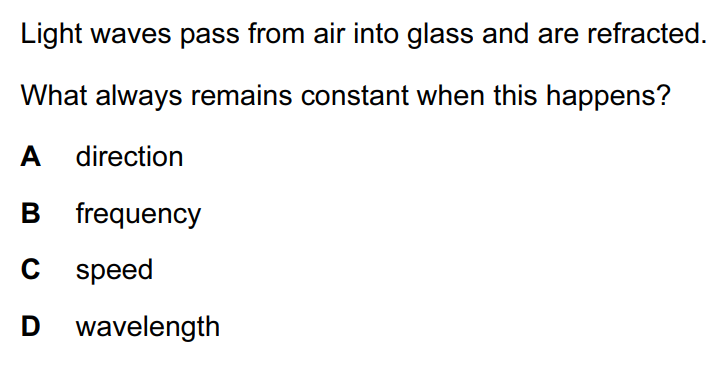 Light waves pass from air into glass and are refracted.
What always remains constant when this happens?
A direction
B frequency
C speed
D wavelength